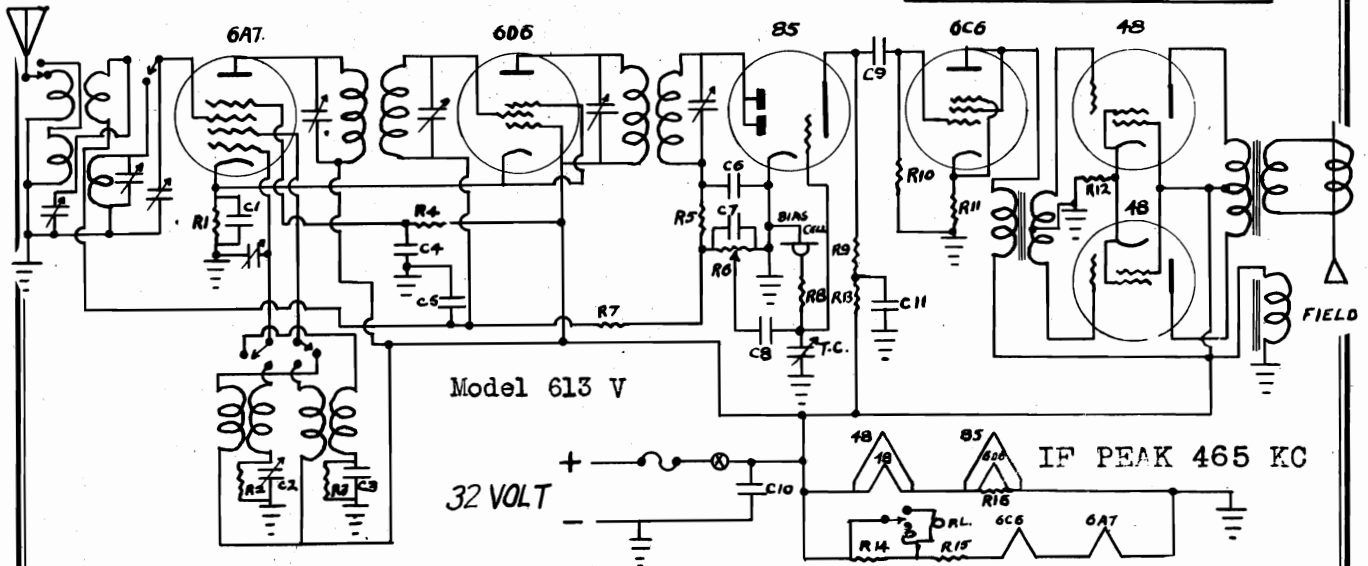 6A7.
6D6
85
6C6
48
C9
C6
C7
R10
R11
R12
48
R1
C1
R4
C4
C5
R5
R6
BIAS
CELL
R8
R9
R13
C11
R7
C8
T.C.
FIELD
Model 613 V
R2
C2
R3
C3
+
32 VOLT
−
C10
48
48
85
6D6
R16
IF PEAK 465 KC
R14
P.L.
R15
6C6
6A7